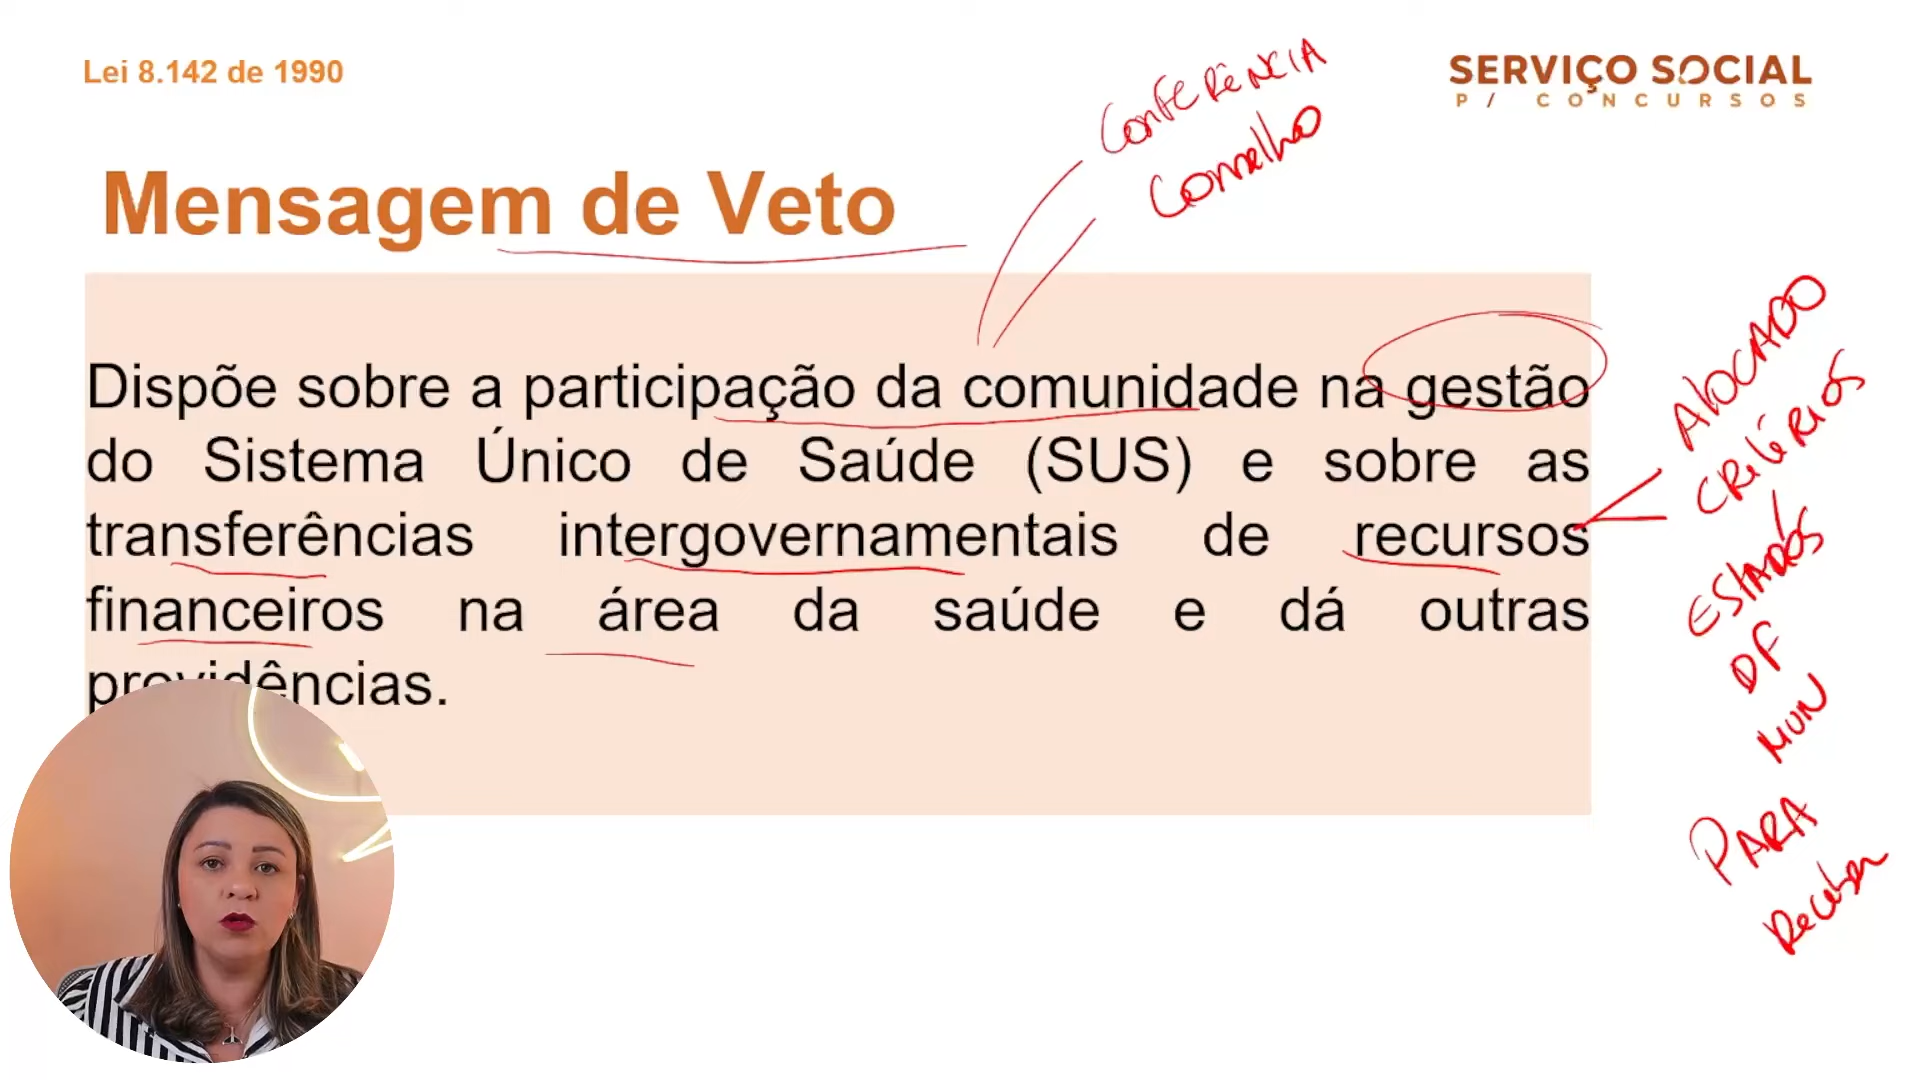 Lei 8.142 de 1990
SERVIÇO SOCIAL
P/ CONCURSOS
Conferência
Conselho
Mensagem de Veto
Dispõe sobre a participação da comunidade na gestão
do Sistema Único de Saúde (SUS) e sobre as
transferências intergovernamentais de recursos
financeiros na área da saúde e dá outras
providências.
Alocado
Critérios
Estados
DF
Mun
Para
Receber